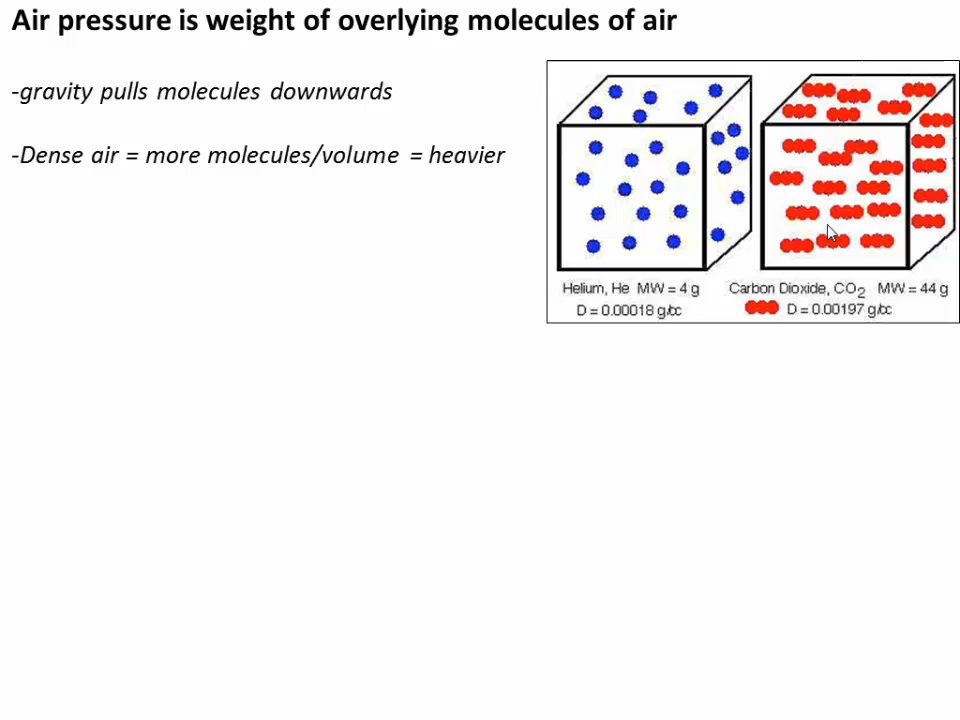 Air pressure is weight of overlying molecules of air
-gravity pulls molecules downwards
-Dense air = more molecules/volume = heavier
Helium, He MW = 4 g
D = 0.00018 g/cc
Carbon Dioxide, CO2 MW = 44 g
D = 0.00197 g/cc